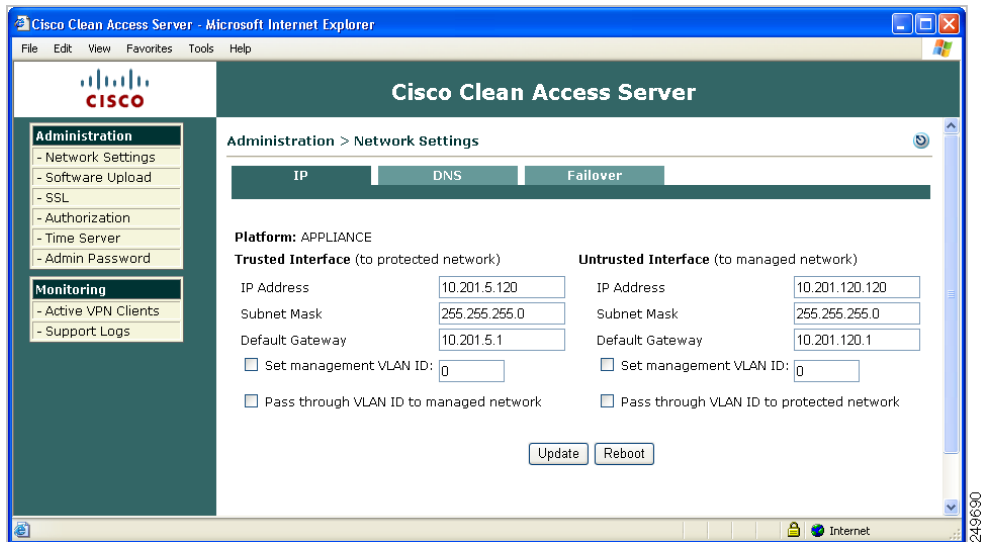 Cisco Clean Access Server - Microsoft Internet Explorer
File Edit View Favorites Tools Help
CISCO
Cisco Clean Access Server
Administration
- Network Settings
- Software Upload
- SSL
- Authorization
- Time Server
- Admin Password
Monitoring
- Active VPN Clients
- Support Logs
Administration > Network Settings
IP DNS Failover
Platform: APPLIANCE
Trusted Interface (to protected network) Untrusted Interface (to managed network)
IP Address 10.201.5.120 IP Address 10.201.120.120
Subnet Mask 255.255.255.0 Subnet Mask 255.255.255.0
Default Gateway 10.201.5.1 Default Gateway 10.201.120.1
Set management VLAN ID: 0 Set management VLAN ID: 0
Pass through VLAN ID to managed network Pass through VLAN ID to protected network
Update Reboot
Internet
249690